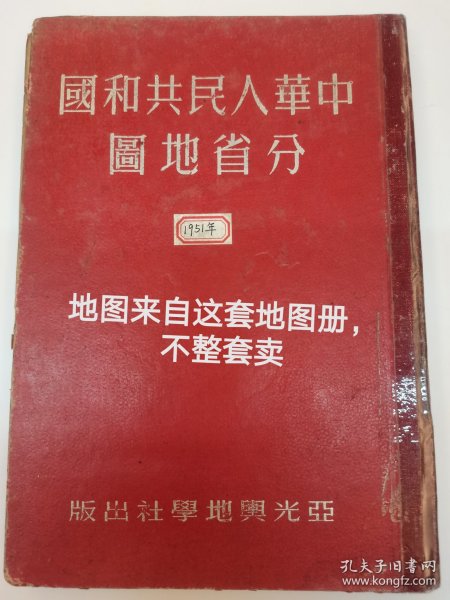 中華人民共和國
分省地圖
1951年
地图来自这套地图册，
不整套卖
亞光輿地學社出版
孔夫子旧书网
www.kongfz.com